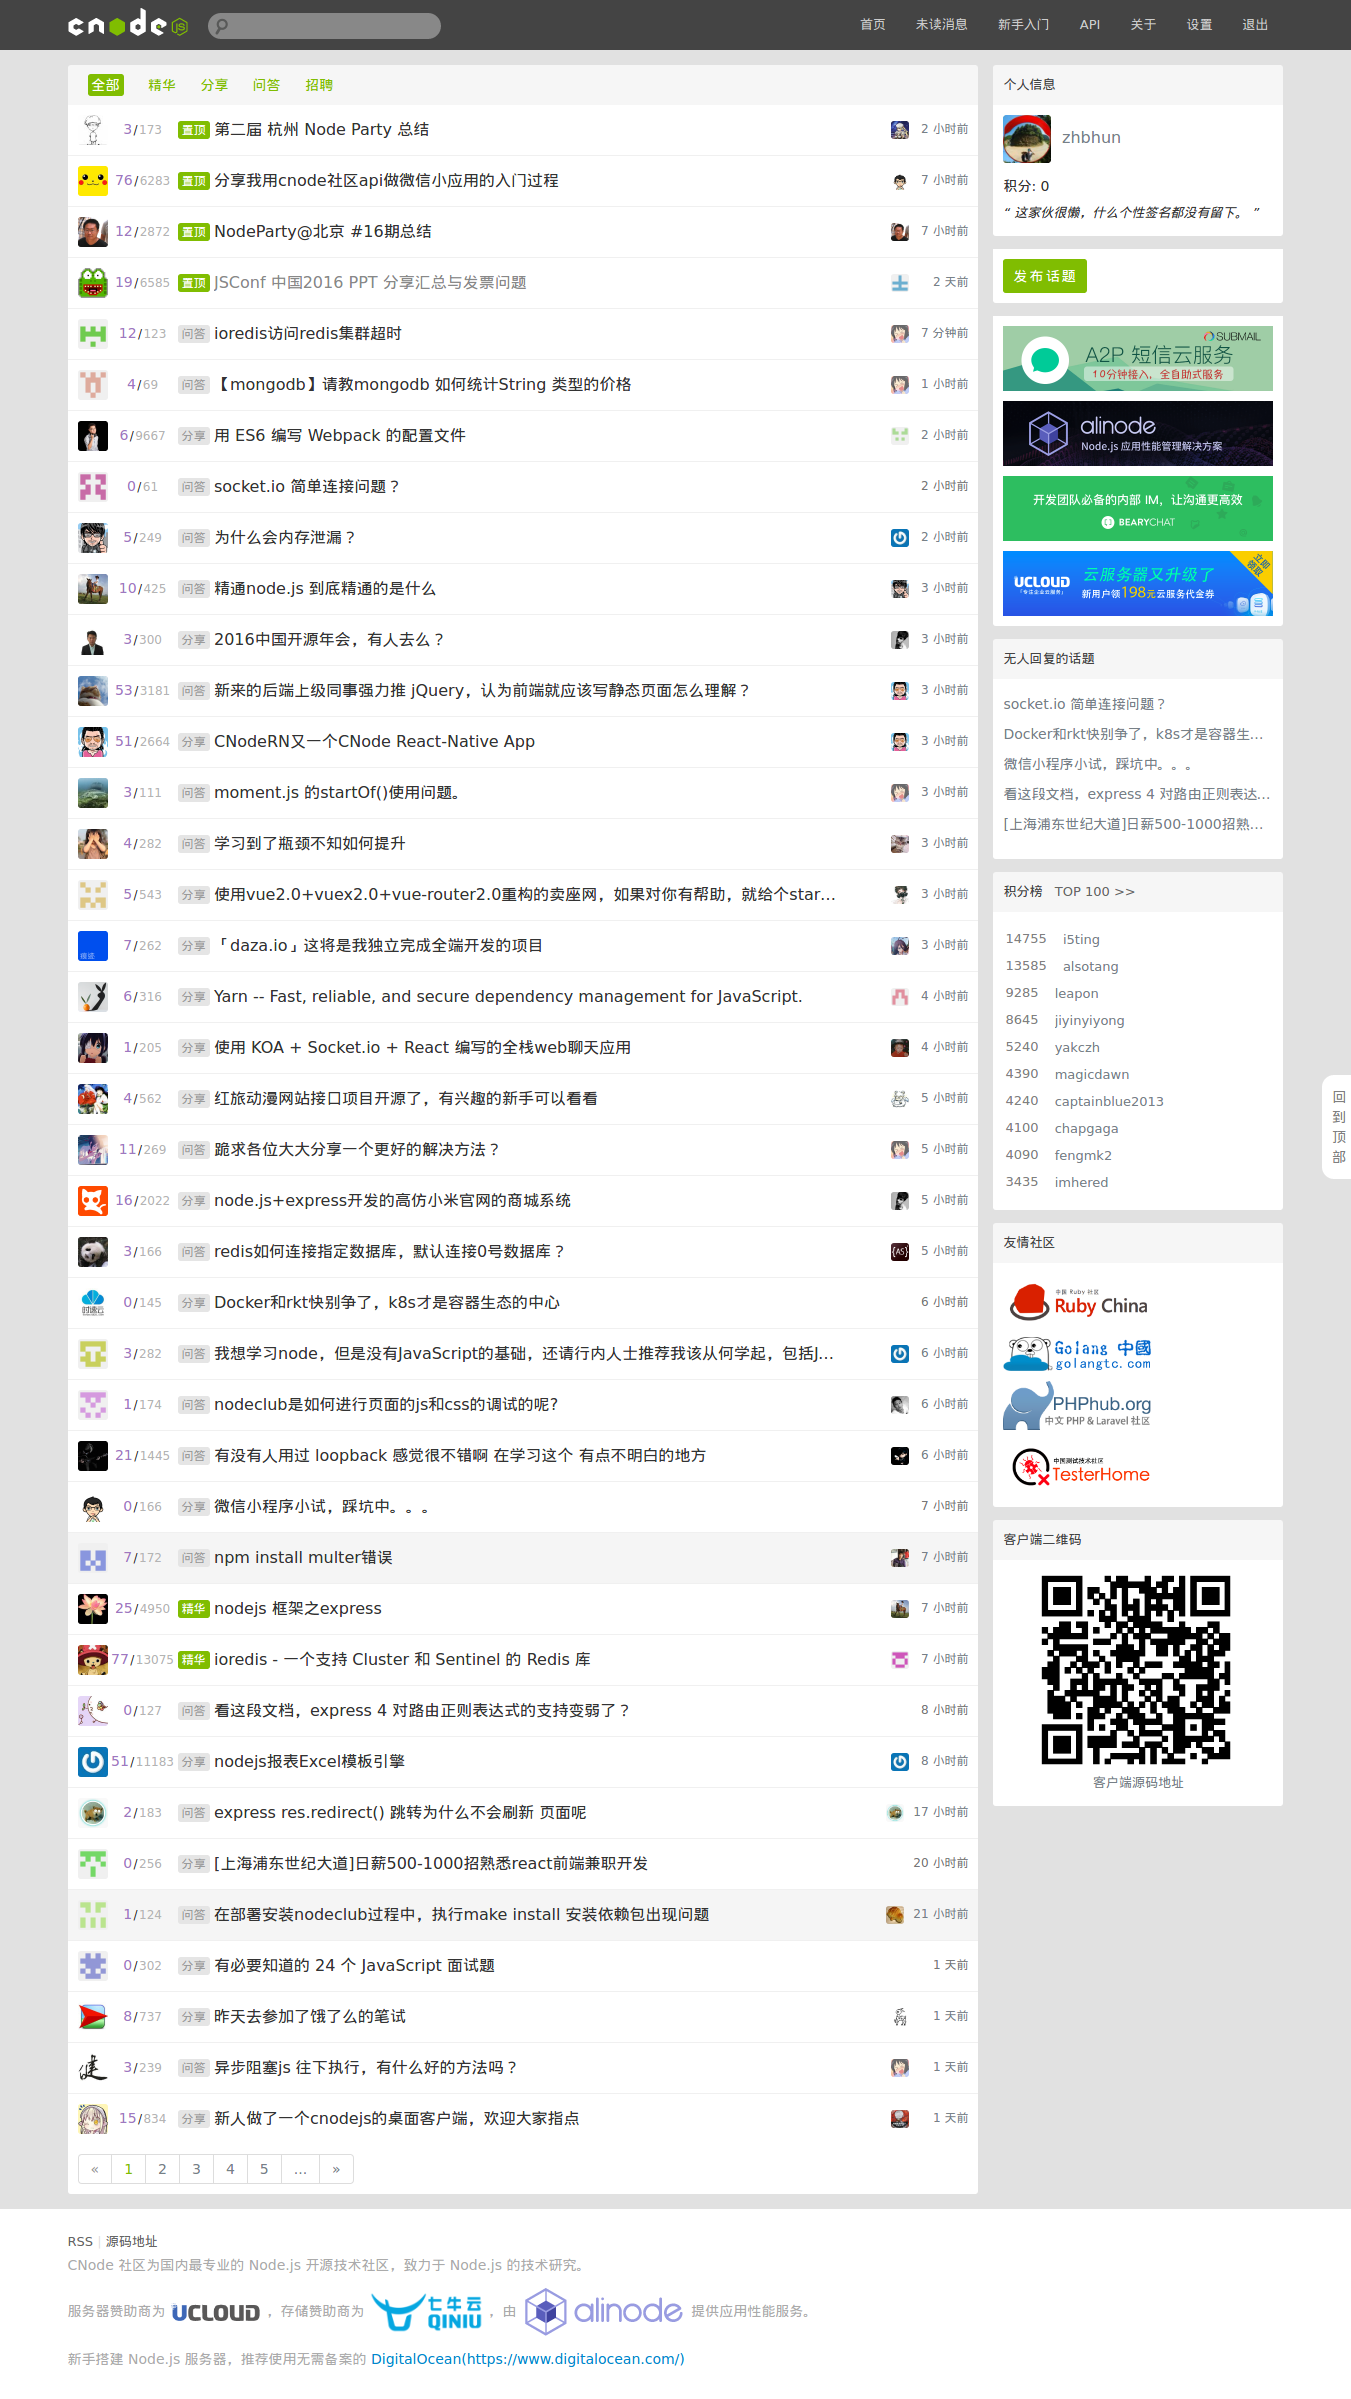 cnode JS
首页 未读消息 新手入门 API 关于 设置 退出
全部 精华 分享 问答 招聘
3/173 置顶 第二届 杭州 Node Party 总结 2 小时前
76/6283 置顶 分享我用cnode社区api做微信小应用的入门过程 7 小时前
12/2872 置顶 NodeParty@北京 #16期总结 7 小时前
19/6585 置顶 JSConf 中国2016 PPT 分享汇总与发票问题 2 天前
12/123 问答 ioredis访问redis集群超时 7 分钟前
4/69 问答 【mongodb】请教mongodb 如何统计String 类型的价格 1 小时前
6/9667 分享 用 ES6 编写 Webpack 的配置文件 2 小时前
0/61 问答 socket.io 简单连接问题？ 2 小时前
5/249 问答 为什么会内存泄漏？ 2 小时前
10/425 问答 精通node.js 到底精通的是什么 3 小时前
3/300 分享 2016中国开源年会，有人去么？ 3 小时前
53/3181 问答 新来的后端上级同事强力推 jQuery，认为前端就应该写静态页面怎么理解？ 3 小时前
51/2664 分享 CNodeRN又一个CNode React-Native App 3 小时前
3/111 问答 moment.js 的startOf()使用问题。 3 小时前
4/282 问答 学习到了瓶颈不知如何提升 3 小时前
5/543 分享 使用vue2.0+vuex2.0+vue-router2.0重构的卖座网，如果对你有帮助，就给个star... 3 小时前
7/262 分享 「daza.io」这将是我独立完成全端开发的项目 3 小时前
6/316 分享 Yarn -- Fast, reliable, and secure dependency management for JavaScript. 4 小时前
1/205 分享 使用 KOA + Socket.io + React 编写的全栈web聊天应用 4 小时前
4/562 分享 红旅动漫网站接口项目开源了，有兴趣的新手可以看看 5 小时前
11/269 问答 跪求各位大大分享一个更好的解决方法？ 5 小时前
16/2022 分享 node.js+express开发的高仿小米官网的商城系统 5 小时前
3/166 问答 redis如何连接指定数据库，默认连接0号数据库？ 5 小时前
0/145 分享 Docker和rkt快别争了，k8s才是容器生态的中心 6 小时前
3/282 问答 我想学习node，但是没有JavaScript的基础，还请行内人士推荐我该从何学起，包括J... 6 小时前
1/174 问答 nodeclub是如何进行页面的js和css的调试的呢? 6 小时前
21/1445 问答 有没有人用过 loopback 感觉很不错啊 在学习这个 有点不明白的地方 6 小时前
0/166 分享 微信小程序小试，踩坑中。。。 7 小时前
7/172 问答 npm install multer错误 7 小时前
25/4950 精华 nodejs 框架之express 7 小时前
77/13075 精华 ioredis - 一个支持 Cluster 和 Sentinel 的 Redis 库 7 小时前
0/127 问答 看这段文档，express 4 对路由正则表达式的支持变弱了？ 8 小时前
51/11183 分享 nodejs报表Excel模板引擎 8 小时前
2/183 问答 express res.redirect() 跳转为什么不会刷新 页面呢 17 小时前
0/256 分享 [上海浦东世纪大道]日薪500-1000招熟悉react前端兼职开发 20 小时前
1/124 问答 在部署安装nodeclub过程中，执行make install 安装依赖包出现问题 21 小时前
0/302 分享 有必要知道的 24 个 JavaScript 面试题 1 天前
8/737 分享 昨天去参加了饿了么的笔试 1 天前
3/239 问答 异步阻塞js 往下执行，有什么好的方法吗？ 1 天前
15/834 分享 新人做了一个cnodejs的桌面客户端，欢迎大家指点 1 天前
« 1 2 3 4 5 ... »
个人信息
zhbhun
积分: 0
“ 这家伙很懒，什么个性签名都没有留下。 ”
发布话题
SUBMAIL
A2P 短信云服务
10分钟接入，全自助式服务
alinode
Node.js 应用性能管理解决方案
开发团队必备的内部 IM，让沟通更高效
BEARYCHAT
UCLOUD 云服务器又升级了
新用户领198元云服务代金券
立即领取
无人回复的话题
socket.io 简单连接问题？
Docker和rkt快别争了，k8s才是容器生...
微信小程序小试，踩坑中。。。
看这段文档，express 4 对路由正则表达...
[上海浦东世纪大道]日薪500-1000招熟...
积分榜 TOP 100 >>
14755 i5ting
13585 alsotang
9285 leapon
8645 jiyinyiyong
5240 yakczh
4390 magicdawn
4240 captainblue2013
4100 chapgaga
4090 fengmk2
3435 imhered
回到顶部
友情社区
中国 Ruby 社区
Ruby China
Golang 中國
golangtc.com
PHPhub.org
中文 PHP & Laravel 社区
中国测试技术社区
TesterHome
客户端二维码
客户端源码地址
RSS | 源码地址
CNode 社区为国内最专业的 Node.js 开源技术社区，致力于 Node.js 的技术研究。
服务器赞助商为 UCLOUD ，存储赞助商为 七牛云 QINIU ，由 alinode 提供应用性能服务。
新手搭建 Node.js 服务器，推荐使用无需备案的 DigitalOcean(https://www.digitalocean.com/)